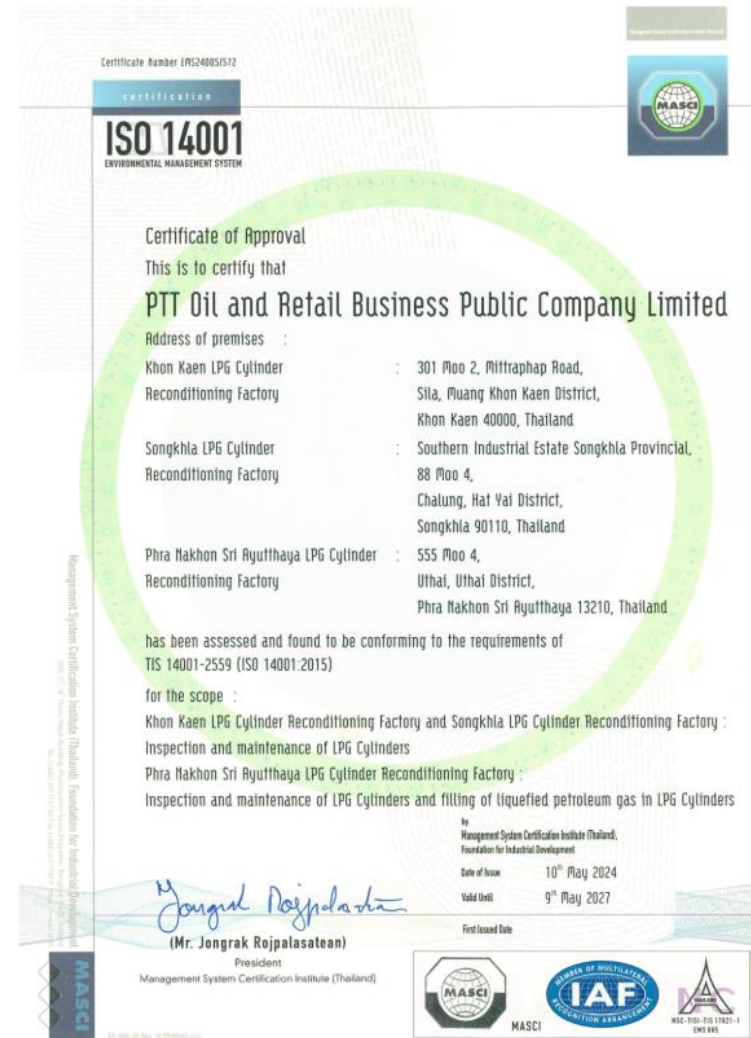 Certificate Number EMS24005/572
certification
ISO 14001
ENVIRONMENTAL MANAGEMENT SYSTEM
MASCI
Certificate of Approval
This is to certify that
PTT Oil and Retail Business Public Company Limited
Address of premises :
Khon Kaen LPG Cylinder : 301 Moo 2, Mittraphap Road,
Reconditioning Factory Sila, Muang Khon Kaen District,
Khon Kaen 40000, Thailand
Songkhla LPG Cylinder : Southern Industrial Estate Songkhla Provincial,
Reconditioning Factory 88 Moo 4,
Chalung, Hat Yai District,
Songkhla 90110, Thailand
Phra Nakhon Sri Ayutthaya LPG Cylinder : 555 Moo 4,
Reconditioning Factory Uthai, Uthai District,
Phra Nakhon Sri Ayutthaya 13210, Thailand
has been assessed and found to be conforming to the requirements of
TIS 14001-2559 (ISO 14001:2015)
for the scope :
Khon Kaen LPG Cylinder Reconditioning Factory and Songkhla LPG Cylinder Reconditioning Factory :
Inspection and maintenance of LPG Cylinders
Phra Nakhon Sri Ayutthaya LPG Cylinder Reconditioning Factory :
Inspection and maintenance of LPG Cylinders and filling of liquefied petroleum gas in LPG Cylinders
by
Management System Certification Institute (Thailand),
Foundation for Industrial Development
Date of Issue 10th May 2024
Valid Until 9th May 2027
First Issued Date
Jongrak Rojpalasatean
(Mr. Jongrak Rojpalasatean)
President
Management System Certification Institute (Thailand)
Management System Certification Institute (Thailand) Foundation for Industrial Development
MASCI
MASCI
MASCI
MEMBER OF MULTILATERAL
IAF
RECOGNITION ARRANGEMENT
THAILAND
NSC-TISI-TIS 17021-1
EMS 005